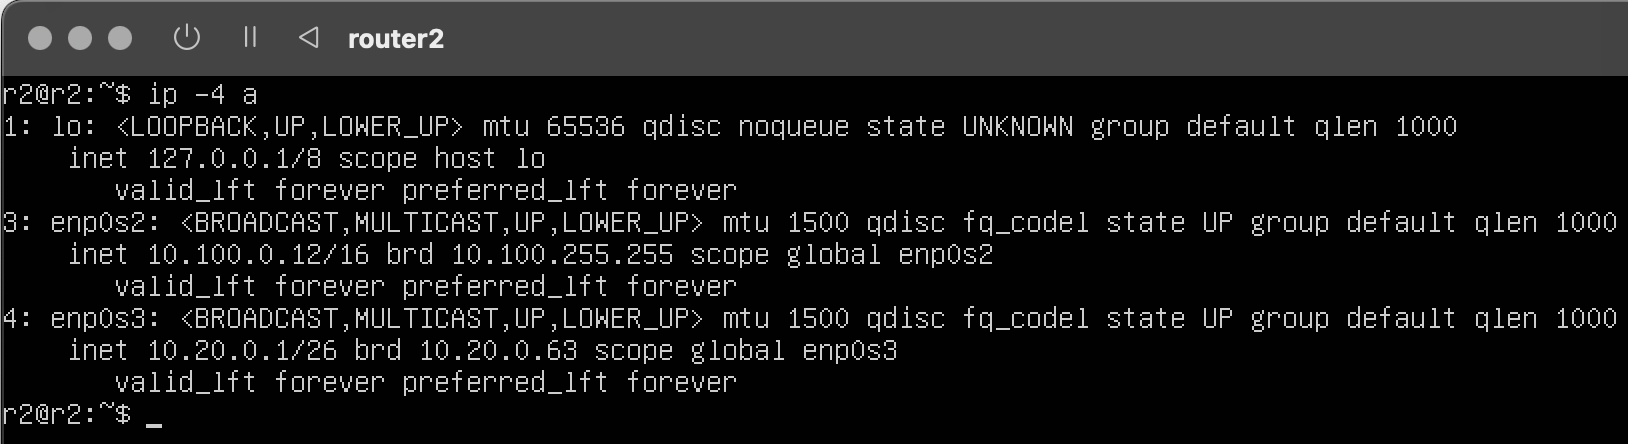 router2
r2@r2:~$ ip -4 a
1: lo: <LOOPBACK,UP,LOWER_UP> mtu 65536 qdisc noqueue state UNKNOWN group default qlen 1000
    inet 127.0.0.1/8 scope host lo
       valid_lft forever preferred_lft forever
3: enp0s2: <BROADCAST,MULTICAST,UP,LOWER_UP> mtu 1500 qdisc fq_codel state UP group default qlen 1000
    inet 10.100.0.12/16 brd 10.100.255.255 scope global enp0s2
       valid_lft forever preferred_lft forever
4: enp0s3: <BROADCAST,MULTICAST,UP,LOWER_UP> mtu 1500 qdisc fq_codel state UP group default qlen 1000
    inet 10.20.0.1/26 brd 10.20.0.63 scope global enp0s3
       valid_lft forever preferred_lft forever
r2@r2:~$ _